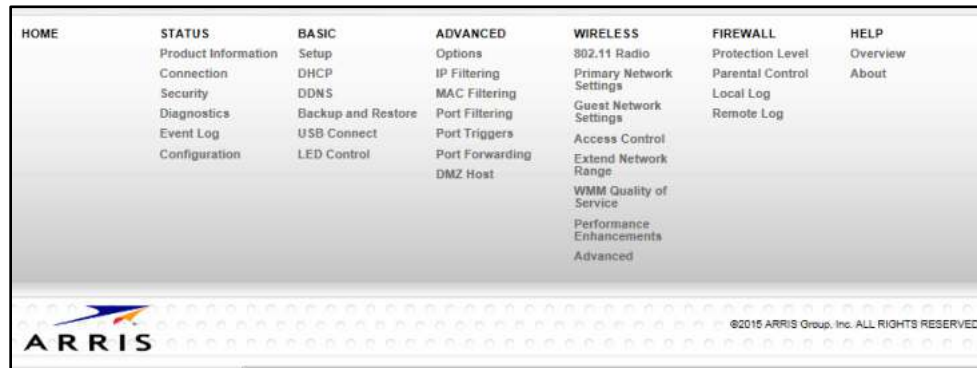 HOME
STATUS
Product Information
Connection
Security
Diagnostics
Event Log
Configuration
BASIC
Setup
DHCP
DDNS
Backup and Restore
USB Connect
LED Control
ADVANCED
Options
IP Filtering
MAC Filtering
Port Filtering
Port Triggers
Port Forwarding
DMZ Host
WIRELESS
802.11 Radio
Primary Network
Settings
Guest Network
Settings
Access Control
Extend Network
Range
WMM Quality of
Service
Performance
Enhancements
Advanced
FIREWALL
Protection Level
Parental Control
Local Log
Remote Log
HELP
Overview
About
ARRIS
©2015 ARRIS Group, Inc. ALL RIGHTS RESERVED